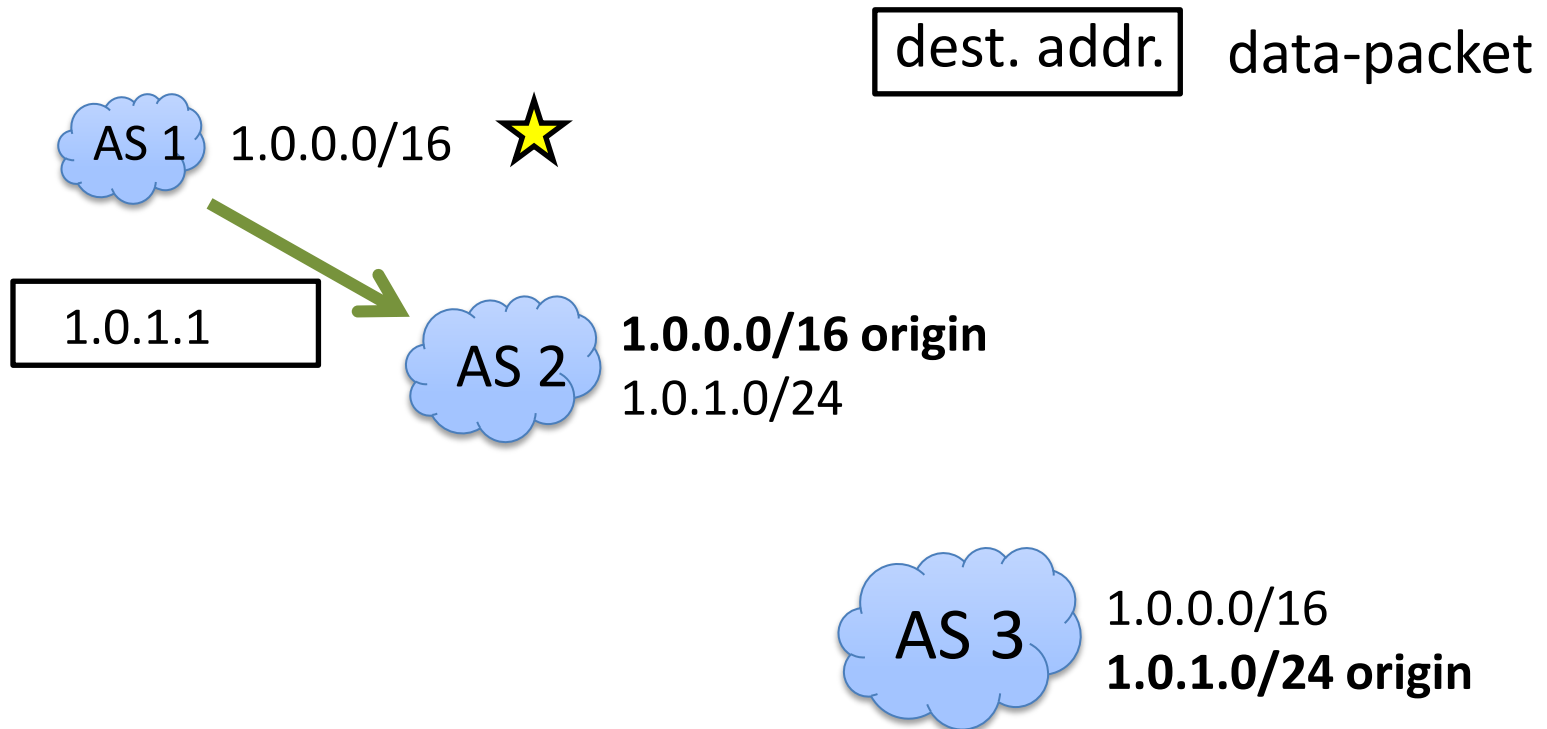 dest. addr. data-packet
AS 1 1.0.0.0/16
1.0.1.1
AS 2
1.0.0.0/16 origin
1.0.1.0/24
AS 3
1.0.0.0/16
1.0.1.0/24 origin